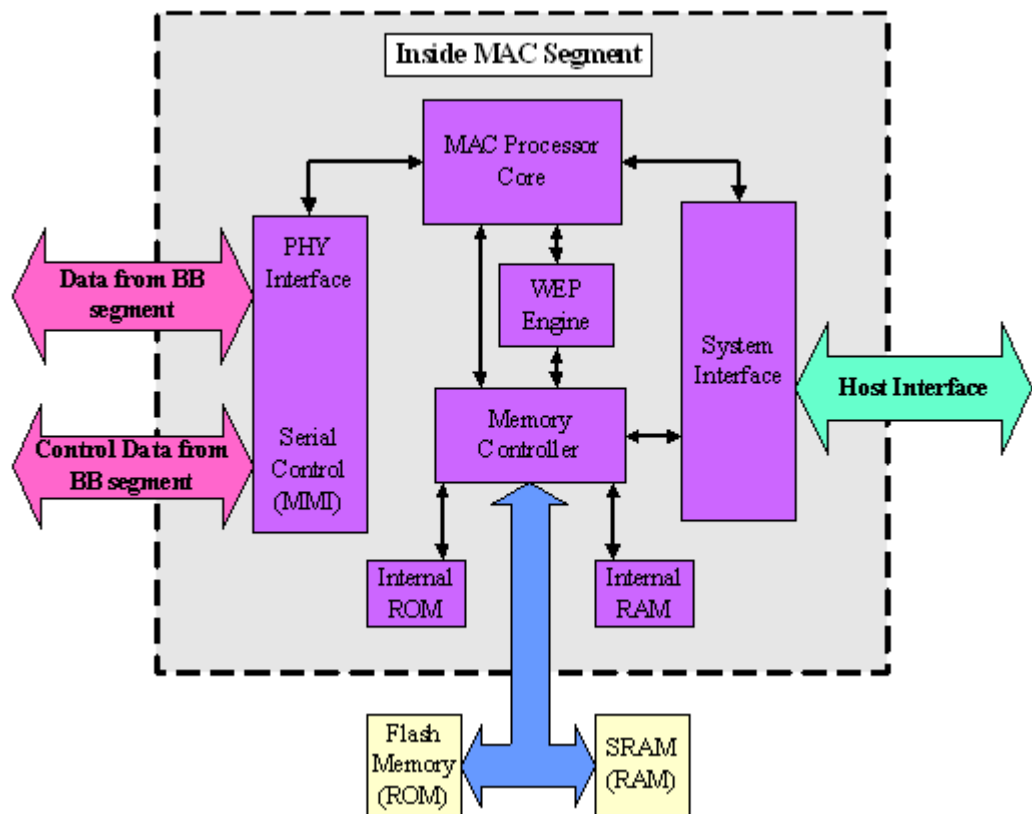 Inside MAC Segment
MAC Processor
Core
PHY
Interface
WEP
Engine
System
Interface
Data from BB
segment
Host Interface
Memory
Controller
Serial
Control
(MMI)
Control Data from
BB segment
Internal
ROM
Internal
RAM
Flash
Memory
(ROM)
SRAM
(RAM)